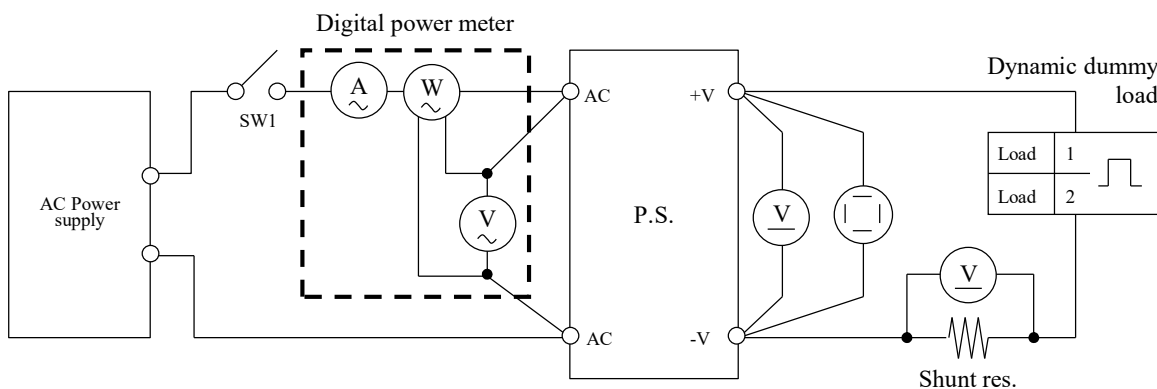 Digital power meter
A
W
SW1
AC
+V
Dynamic dummy
load
Load 1
Load 2
AC Power
supply
V
P.S.
V
V
AC
-V
Shunt res.